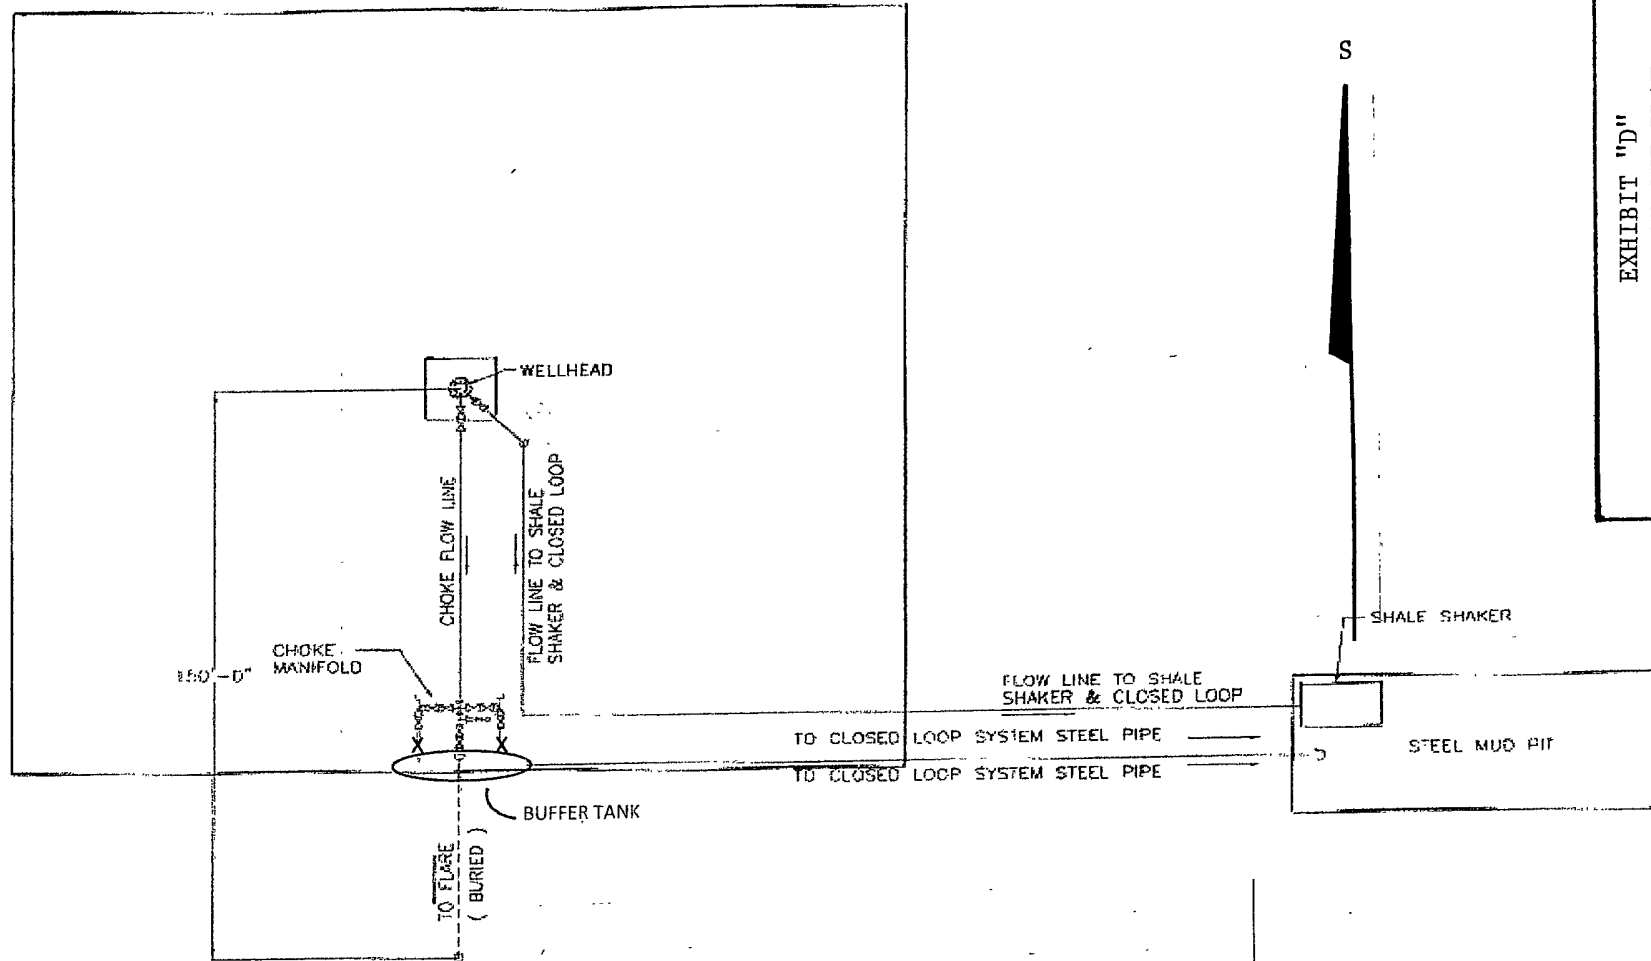 S
EXHIBIT "D"
WELLHEAD
CHOKE FLOW LINE
FLOW LINE TO SHALE
SHAKER & CLOSED LOOP
CHOKE
MANIFOLD
150'-0"
SHALE SHAKER
FLOW LINE TO SHALE
SHAKER & CLOSED LOOP
TO CLOSED LOOP SYSTEM STEEL PIPE
TO CLOSED LOOP SYSTEM STEEL PIPE
STEEL MUD PIT
BUFFER TANK
TO FLARE
( BURIED )